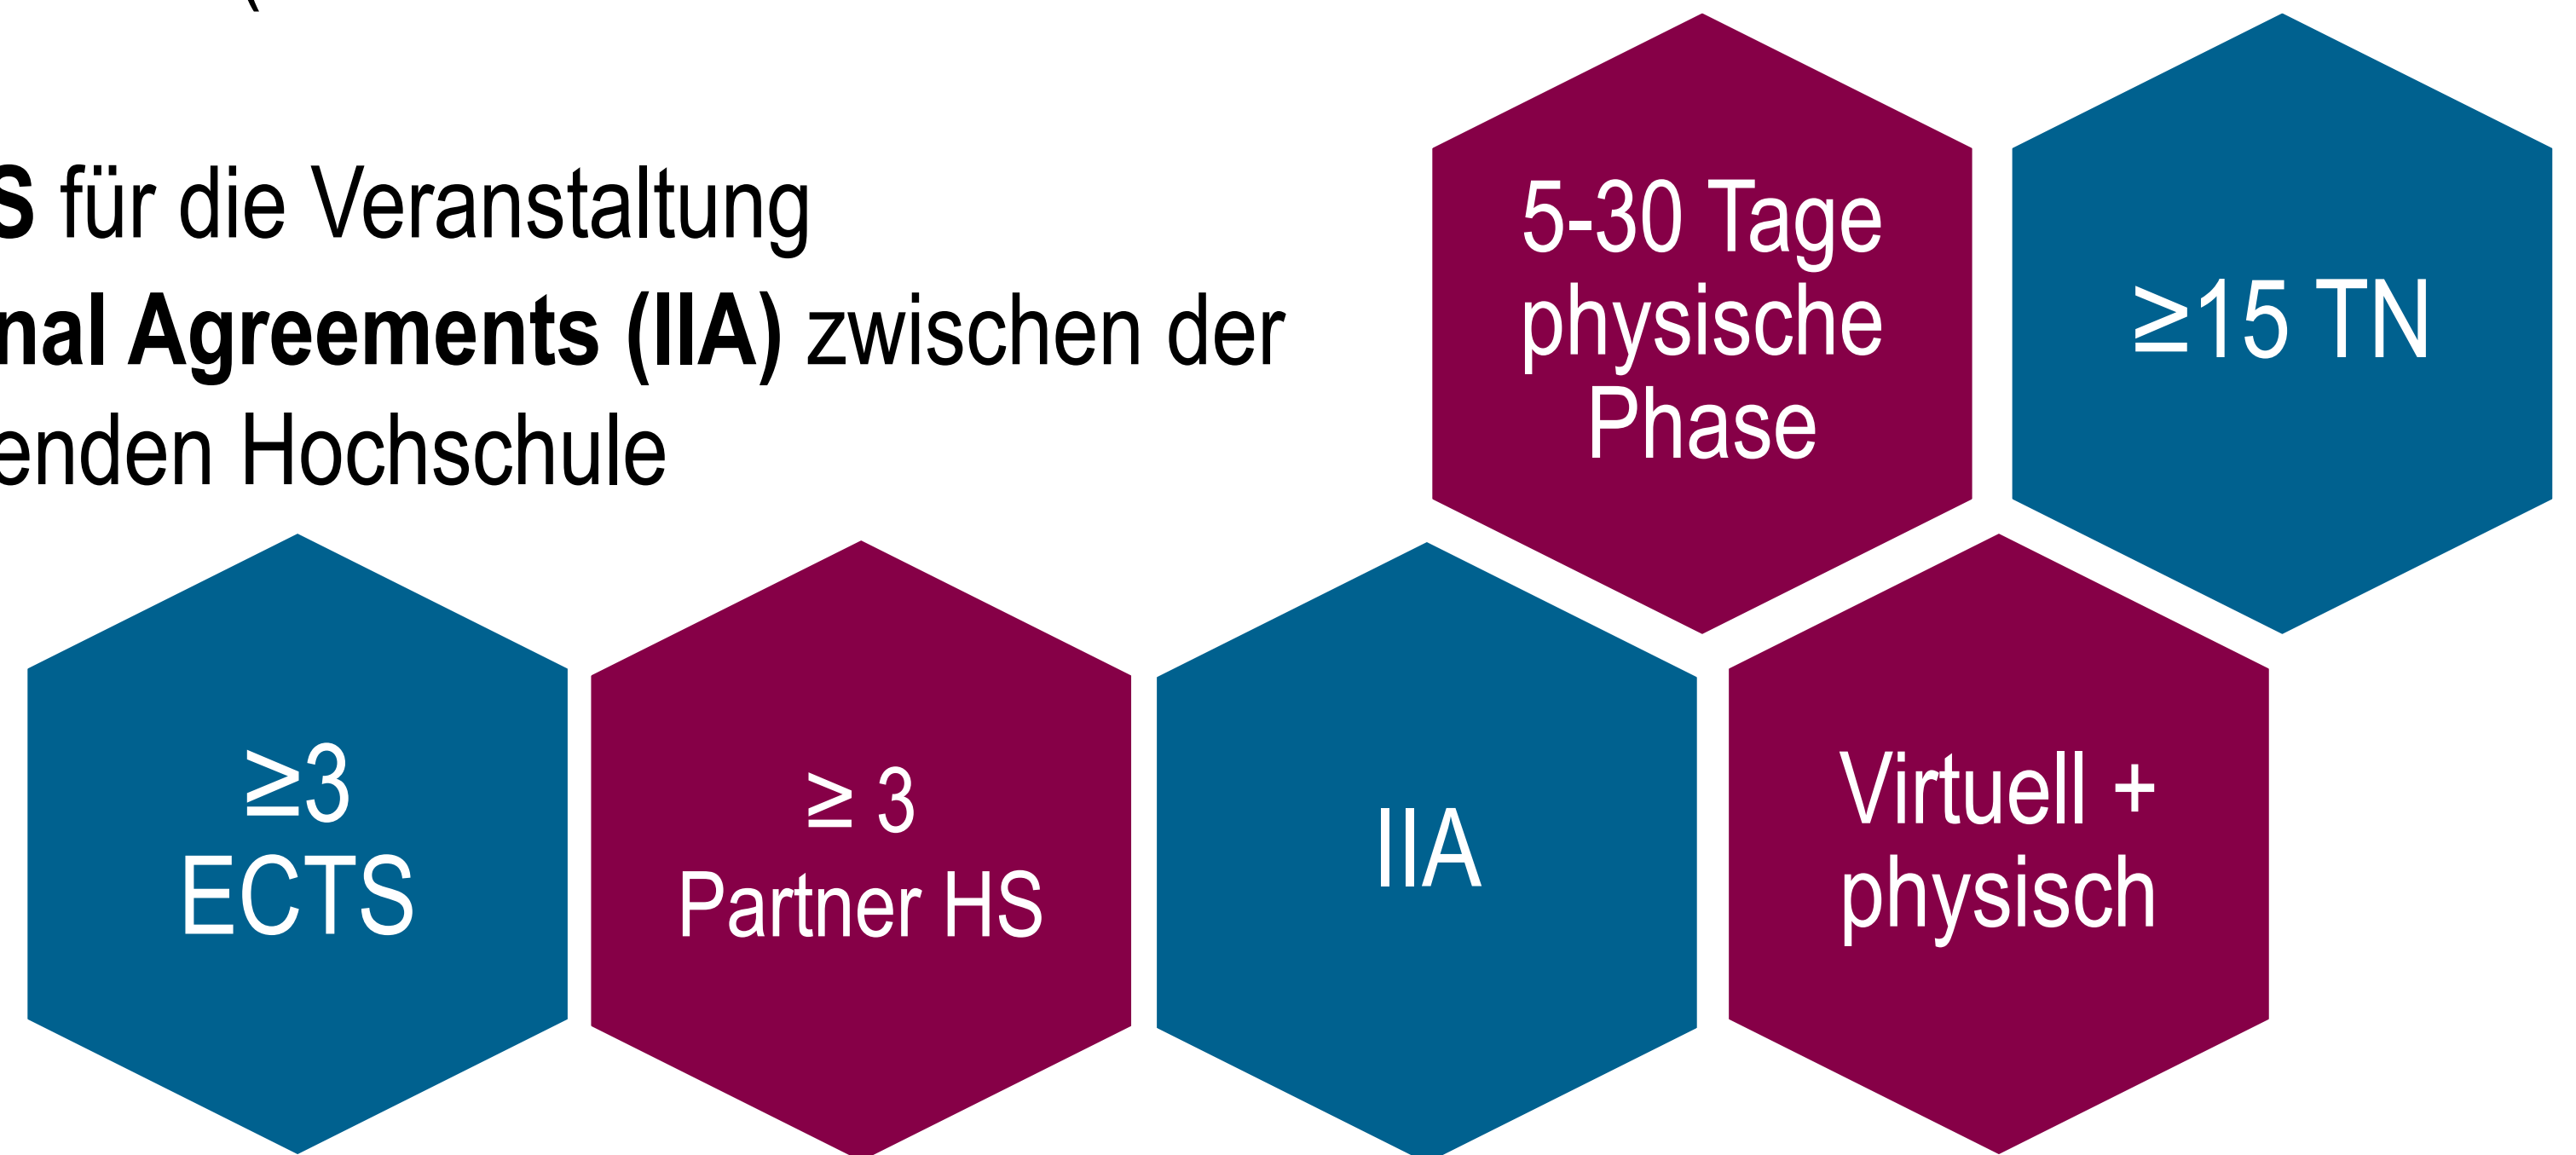 S für die Veranstaltung
nal Agreements (IIA) zwischen der
enden Hochschule
5-30 Tage
physische
Phase
≥15 TN
≥3
ECTS
≥ 3
Partner HS
IIA
Virtuell +
physisch